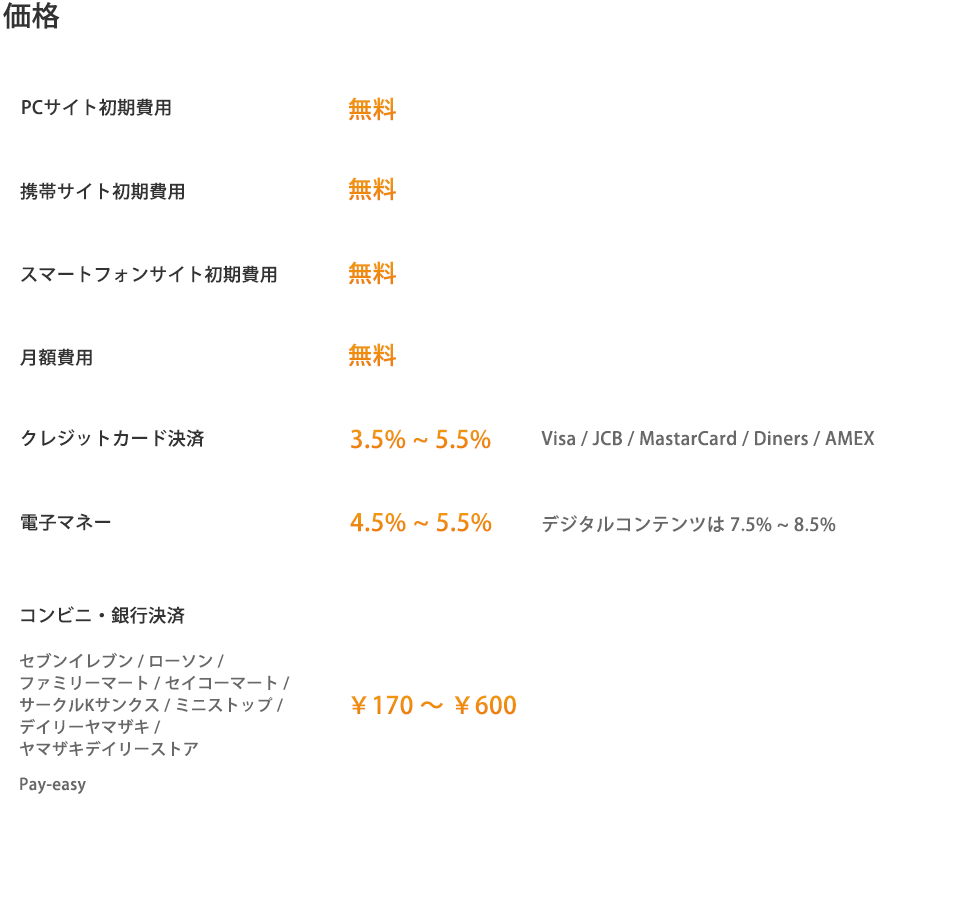 価格
PCサイト初期費用 無料
携帯サイト初期費用 無料
スマートフォンサイト初期費用 無料
月額費用 無料
クレジットカード決済 3.5% ~ 5.5% Visa / JCB / MastarCard / Diners / AMEX
電子マネー 4.5% ~ 5.5% デジタルコンテンツは 7.5% ~ 8.5%
コンビニ・銀行決済
セブンイレブン / ローソン /
ファミリーマート / セイコーマート /
サークルKサンクス / ミニストップ /
デイリーヤマザキ /
ヤマザキデイリーストア
¥170 〜 ¥600
Pay-easy